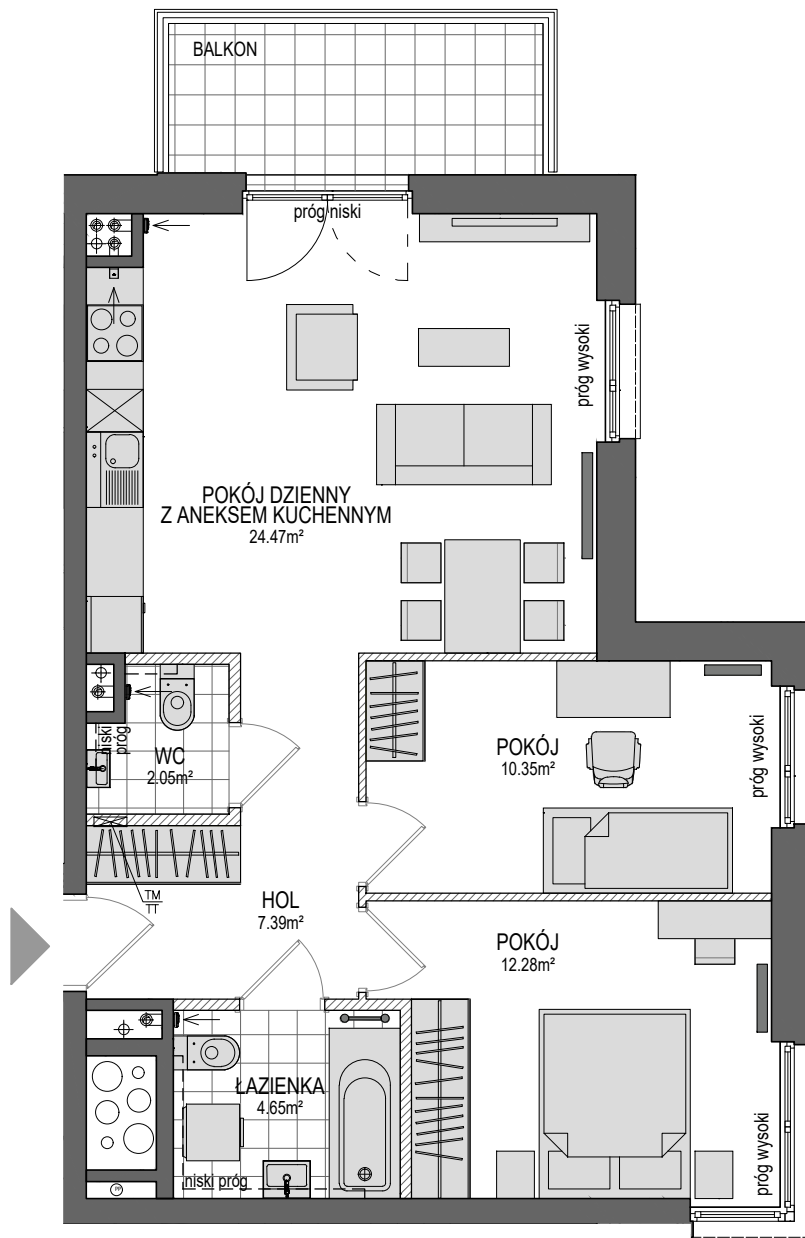 BALKON
próg niski
próg wysoki
POKÓJ DZIENNY
Z ANEKSEM KUCHENNYM
24.47m²
niski
próg
WC
2.05m²
POKÓJ
10.35m²
próg wysoki
TM
TT
HOL
7.39m²
POKÓJ
12.28m²
ŁAZIENKA
4.65m²
próg wysoki
niski próg
PP